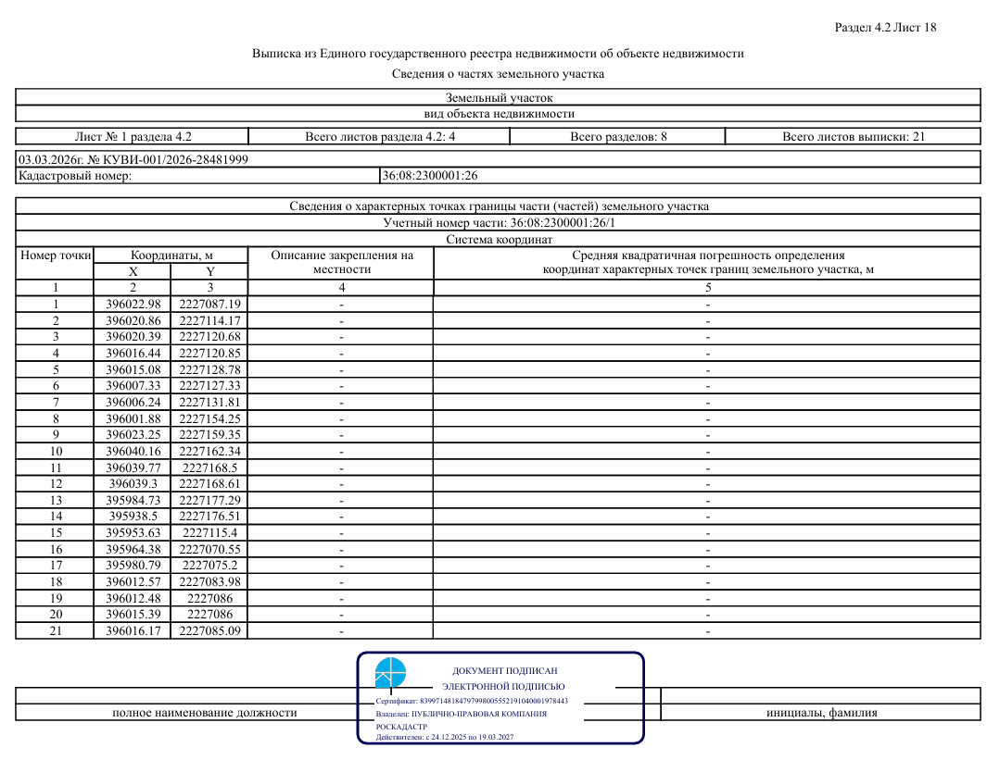 Раздел 4.2 Лист 18
Выписка из Единого государственного реестра недвижимости об объекте недвижимости
Сведения о частях земельного участка
Земельный участок
вид объекта недвижимости
Лист № 1 раздела 4.2 Всего листов раздела 4.2: 4 Всего разделов: 8 Всего листов выписки: 21
03.03.2026г. № КУВИ-001/2026-28481999
Кадастровый номер: 36:08:2300001:26
Сведения о характерных точках границы части (частей) земельного участка
Учетный номер части: 36:08:2300001:26/1
Система координат
Номер точки Координаты, м Описание закрепления на местности Средняя квадратичная погрешность определения координат характерных точек границ земельного участка, м
X Y
1 2 3 4 5
1 396022.98 2227087.19 - -
2 396020.86 2227114.17 - -
3 396020.39 2227120.68 - -
4 396016.44 2227120.85 - -
5 396015.08 2227128.78 - -
6 396007.33 2227127.33 - -
7 396006.24 2227131.81 - -
8 396001.88 2227154.25 - -
9 396023.25 2227159.35 - -
10 396040.16 2227162.34 - -
11 396039.77 2227168.5 - -
12 396039.3 2227168.61 - -
13 395984.73 2227177.29 - -
14 395938.5 2227176.51 - -
15 395953.63 2227115.4 - -
16 395964.38 2227070.55 - -
17 395980.79 2227075.2 - -
18 396012.57 2227083.98 - -
19 396012.48 2227086 - -
20 396015.39 2227086 - -
21 396016.17 2227085.09 - -
ДОКУМЕНТ ПОДПИСАН
ЭЛЕКТРОННОЙ ПОДПИСЬЮ
Сертификат: 83997148184797998005552191040001978443
Владелец: ПУБЛИЧНО-ПРАВОВАЯ КОМПАНИЯ
РОСКАДАСТР
Действителен: с 24.12.2025 по 19.03.2027
полное наименование должности инициалы, фамилия